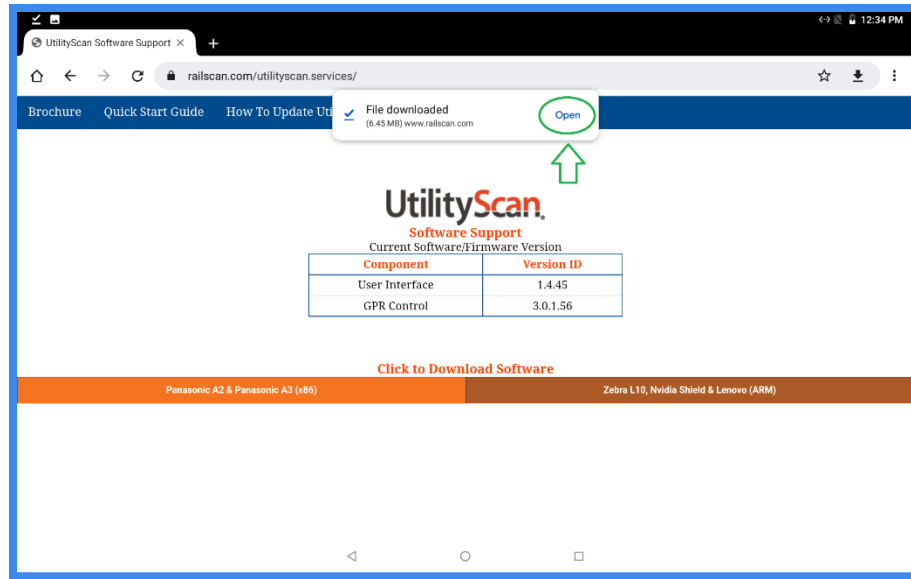 12:34 PM
UtilityScan Software Support
railscan.com/utilityscan.services/
Brochure Quick Start Guide How To Update Uti
File downloaded
(6.45 MB) www.railscan.com
Open
UtilityScan.
Software Support
Current Software/Firmware Version
Component Version ID
User Interface 1.4.45
GPR Control 3.0.1.56
Click to Download Software
Panasonic A2 & Panasonic A3 (x86) Zebra L10, Nvidia Shield & Lenovo (ARM)